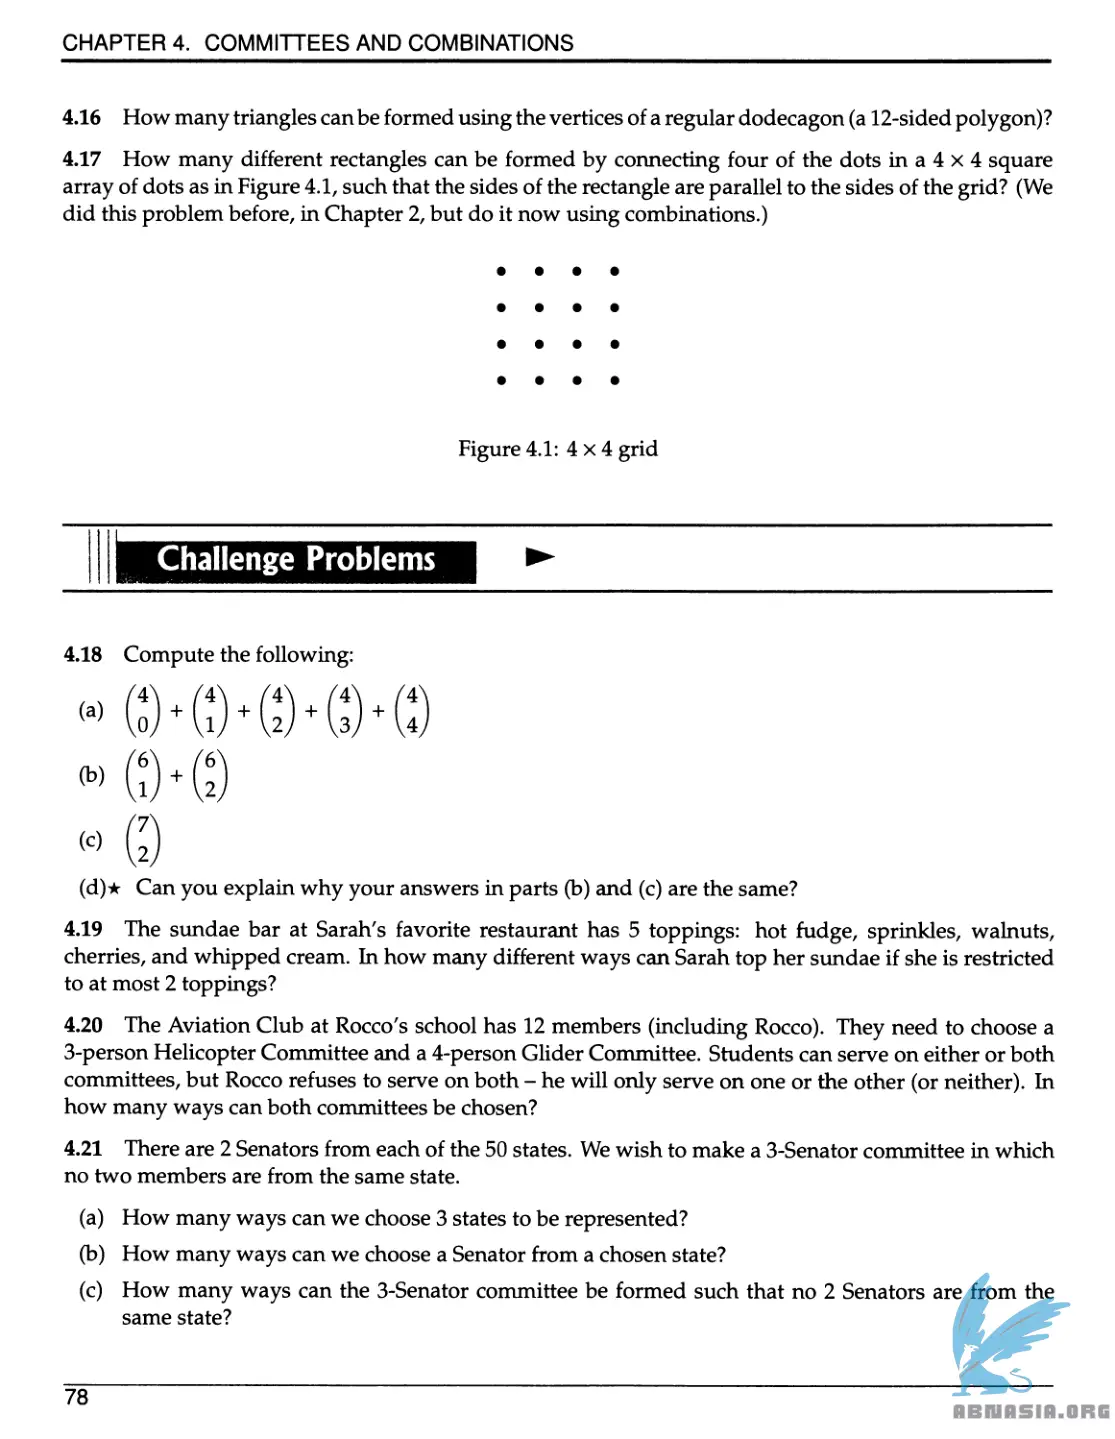 CHAPTER 4. COMMITTEES AND COMBINATIONS
4.16 How many triangles can be formed using the vertices of a regular dodecagon (a 12-sided polygon)?
4.17 How many different rectangles can be formed by connecting four of the dots in a 4 × 4 square
array of dots as in Figure 4.1, such that the sides of the rectangle are parallel to the sides of the grid? (We
did this problem before, in Chapter 2, but do it now using combinations.)
Figure 4.1: 4 × 4 grid
Challenge Problems
4.18 Compute the following:
(a) (4 0) + (4 1) + (4 2) + (4 3) + (4 4)
(b) (6 1) + (6 2)
(c) (7 2)
(d)★ Can you explain why your answers in parts (b) and (c) are the same?
4.19 The sundae bar at Sarah's favorite restaurant has 5 toppings: hot fudge, sprinkles, walnuts,
cherries, and whipped cream. In how many different ways can Sarah top her sundae if she is restricted
to at most 2 toppings?
4.20 The Aviation Club at Rocco's school has 12 members (including Rocco). They need to choose a
3-person Helicopter Committee and a 4-person Glider Committee. Students can serve on either or both
committees, but Rocco refuses to serve on both – he will only serve on one or the other (or neither). In
how many ways can both committees be chosen?
4.21 There are 2 Senators from each of the 50 states. We wish to make a 3-Senator committee in which
no two members are from the same state.
(a) How many ways can we choose 3 states to be represented?
(b) How many ways can we choose a Senator from a chosen state?
(c) How many ways can the 3-Senator committee be formed such that no 2 Senators are from the
same state?
78
ABNASIA.ORG